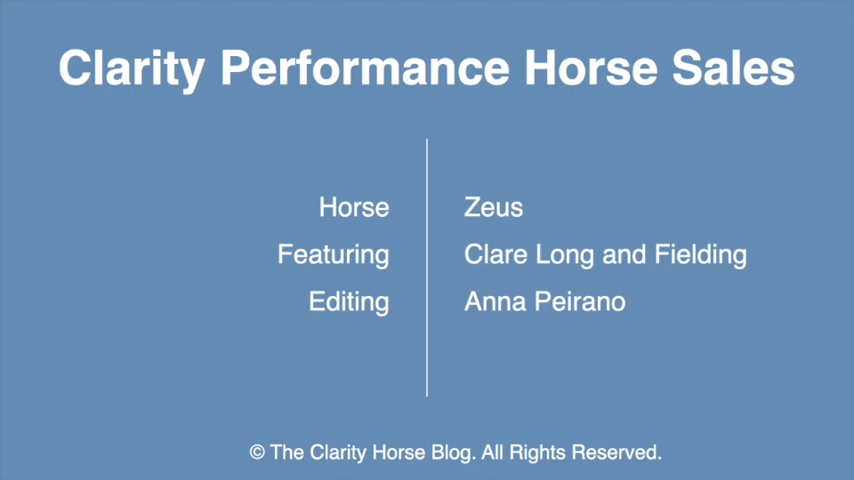 Clarity Performance Horse Sales
Horse Zeus
Featuring Clare Long and Fielding
Editing Anna Peirano
© The Clarity Horse Blog. All Rights Reserved.